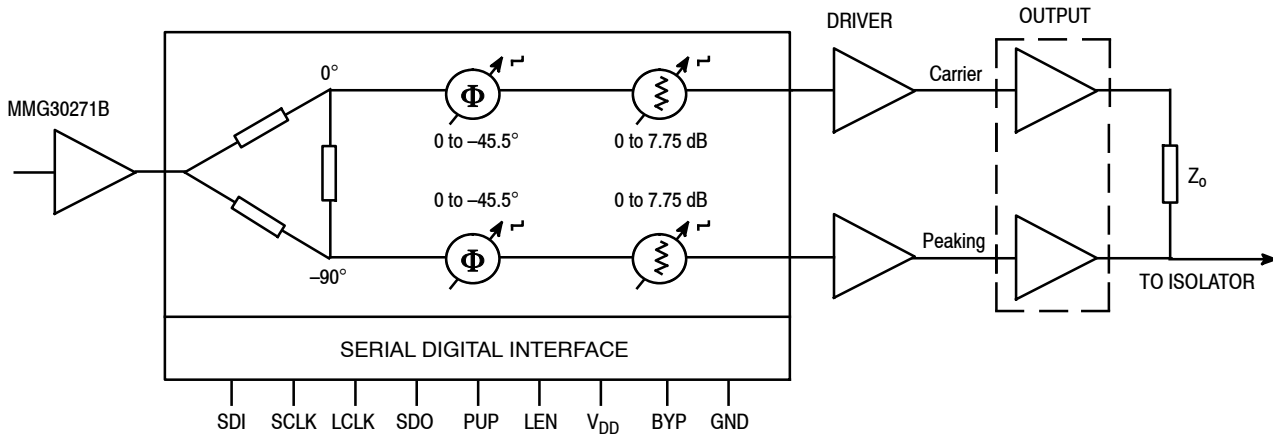 DRIVER
OUTPUT
MMG30271B
0°
Φ
0 to –45.5°
0 to 7.75 dB
Carrier
Z₀
–90°
0 to –45.5°
Φ
0 to 7.75 dB
Peaking
TO ISOLATOR
SERIAL DIGITAL INTERFACE
SDI SCLK LCLK SDO PUP LEN V_DD BYP GND